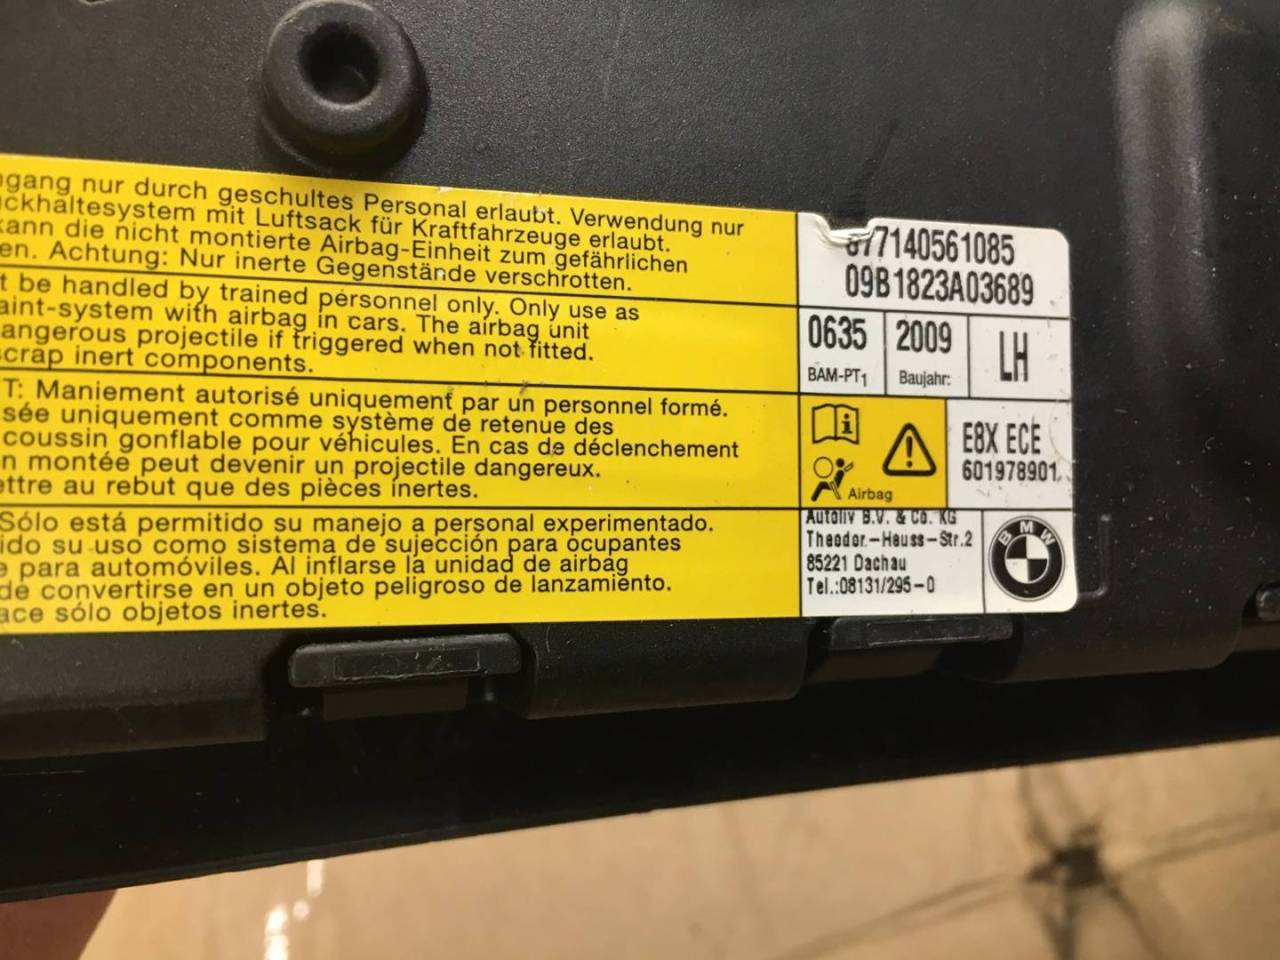 ngang nur durch geschultes Personal erlaubt. Verwendung nur
ückhaltesystem mit Luftsack für Kraftfahrzeuge erlaubt.
kann die nicht montierte Airbag-Einheit zum gefährlichen
en. Achtung: Nur inerte Gegenstände verschrotten.
t be handled by trained personnel only. Only use as
aint-system with airbag in cars. The airbag unit
angerous projectile if triggered when not fitted.
scrap inert components.
T: Maniement autorisé uniquement par un personnel formé.
sée uniquement comme système de retenue des
coussin gonflable pour véhicules. En cas de déclenchement
n montée peut devenir un projectile dangereux.
ettre au rebut que des pièces inertes.
Sólo está permitido su manejo a personal experimentado.
ido su uso como sistema de sujección para ocupantes
e para automóviles. Al inflarse la unidad de airbag
de convertirse en un objeto peligroso de lanzamiento.
ace sólo objetos inertes.
877140561085
09B1823A03689
0635
BAM-PT1
2009
Baujahr:
LH
Airbag
E8X ECE
601978901
Autoliv B.V. & Co. KG
Theodor.-Heuss-Str.2
85221 Dachau
Tel.:08131/295-0
BMW